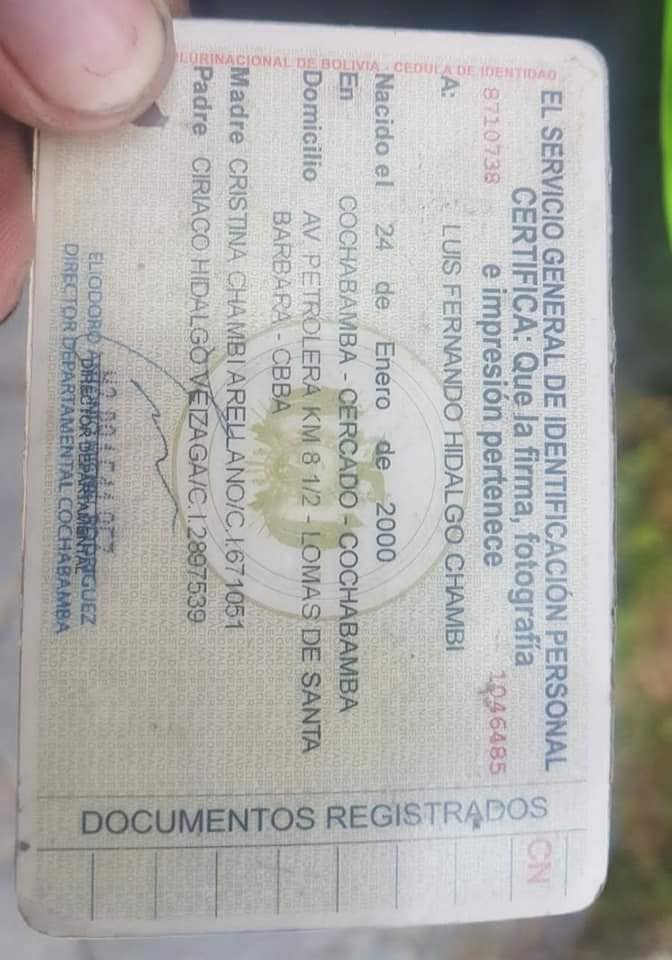 PLURINACIONAL DE BOLIVIA - CEDULA DE IDENTIDAD
EL SERVICIO GENERAL DE IDENTIFICACIÓN PERSONAL
CERTIFICA: Que la firma, fotografía
8710738 e impresión pertenece 1046485
A: LUIS FERNANDO HIDALGO CHAMBI
Nacido el 24 de Enero de 2000
En COCHABAMBA - CERCADO - COCHABAMBA
Domicilio AV. PETROLERA KM 8 1/2 - LOMAS DE SANTA
BARBARA - CBBA
Madre CRISTINA CHAMBI ARELLANO/C.I.671051
Padre CIRIACO HIDALGO VEIZAGA/C.I.2897539
ELIODORO RODRIGUEZ
DIRECTOR DEPARTAMENTAL
DIRECTOR DEPARTAMENTAL COCHABAMBA
DOCUMENTOS REGISTRADOS
CN